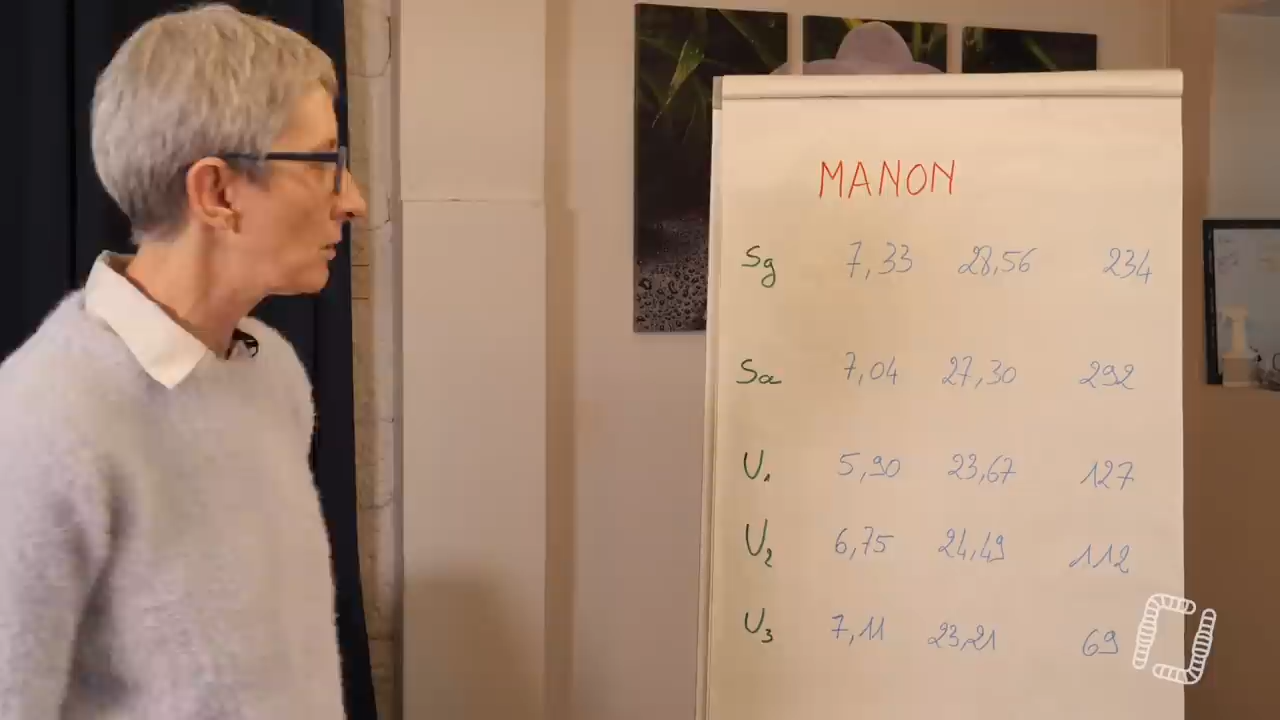 MANON
Sg 7,33 28,56 234
Sa 7,04 27,30 292
U1 5,90 23,67 127
U2 6,75 24,49 112
U3 7,11 23,21 69